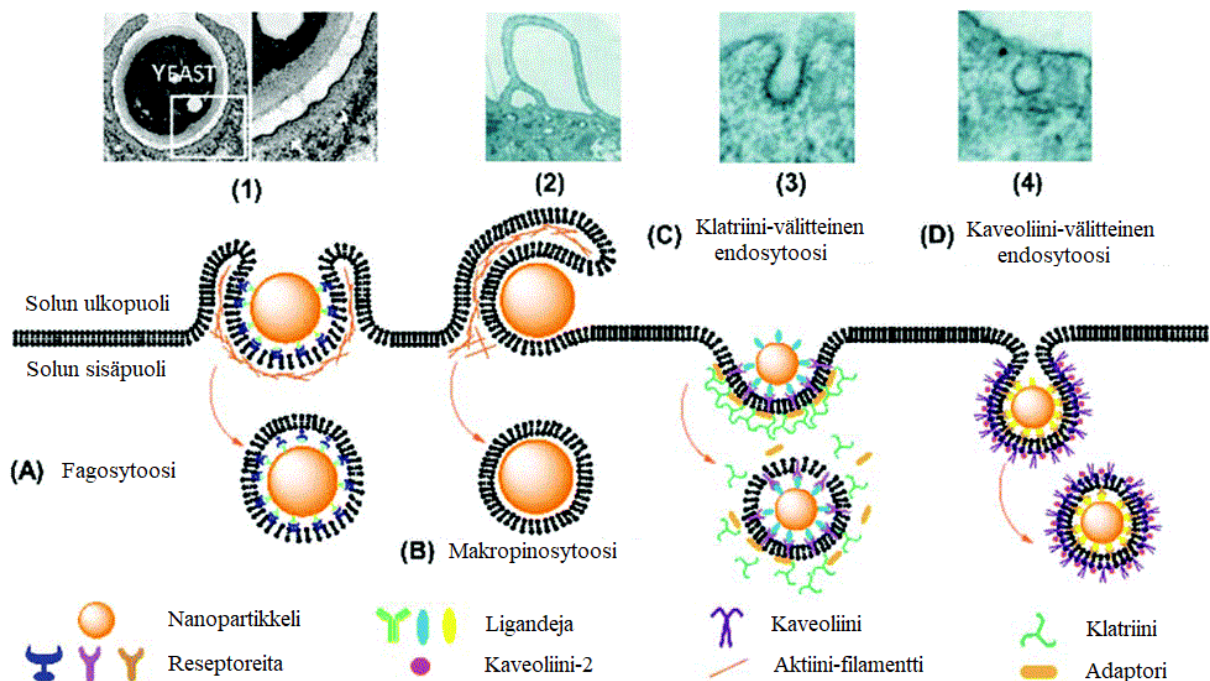 YEAST
(1)
(2)
(3)
(4)
(C) Klatriini-välitteinen
endosytoosi
(D) Kaveoliini-välitteinen
endosytoosi
Solun ulkopuoli
Solun sisäpuoli
(A) Fagosytoosi
(B) Makropinosytoosi
Nanopartikkeli
Ligandeja
Kaveoliini
Klatriini
Reseptoreita
Kaveoliini-2
Aktiini-filamentti
Adaptori